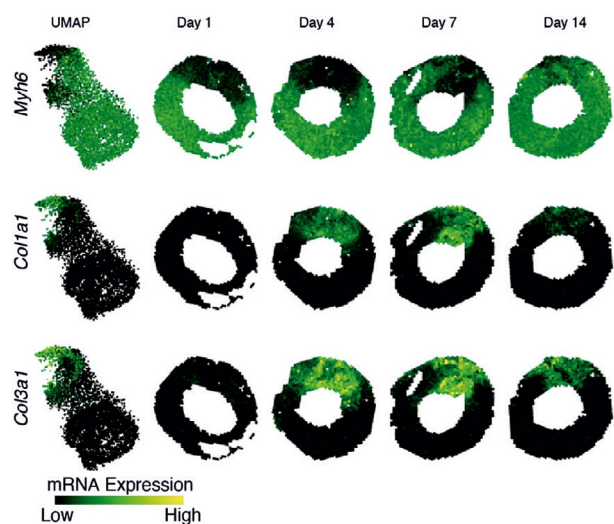 UMAP Day 1 Day 4 Day 7 Day 14
Myh6
Col1a1
Col3a1
mRNA Expression
Low High